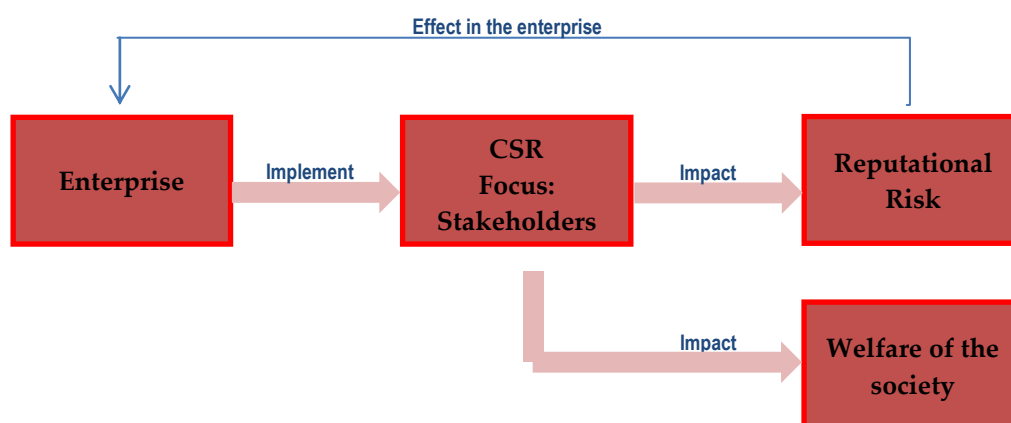 Effect in the enterprise
Enterprise
Implement
CSR
Focus:
Stakeholders
Impact
Reputational
Risk
Impact
Welfare of the
society